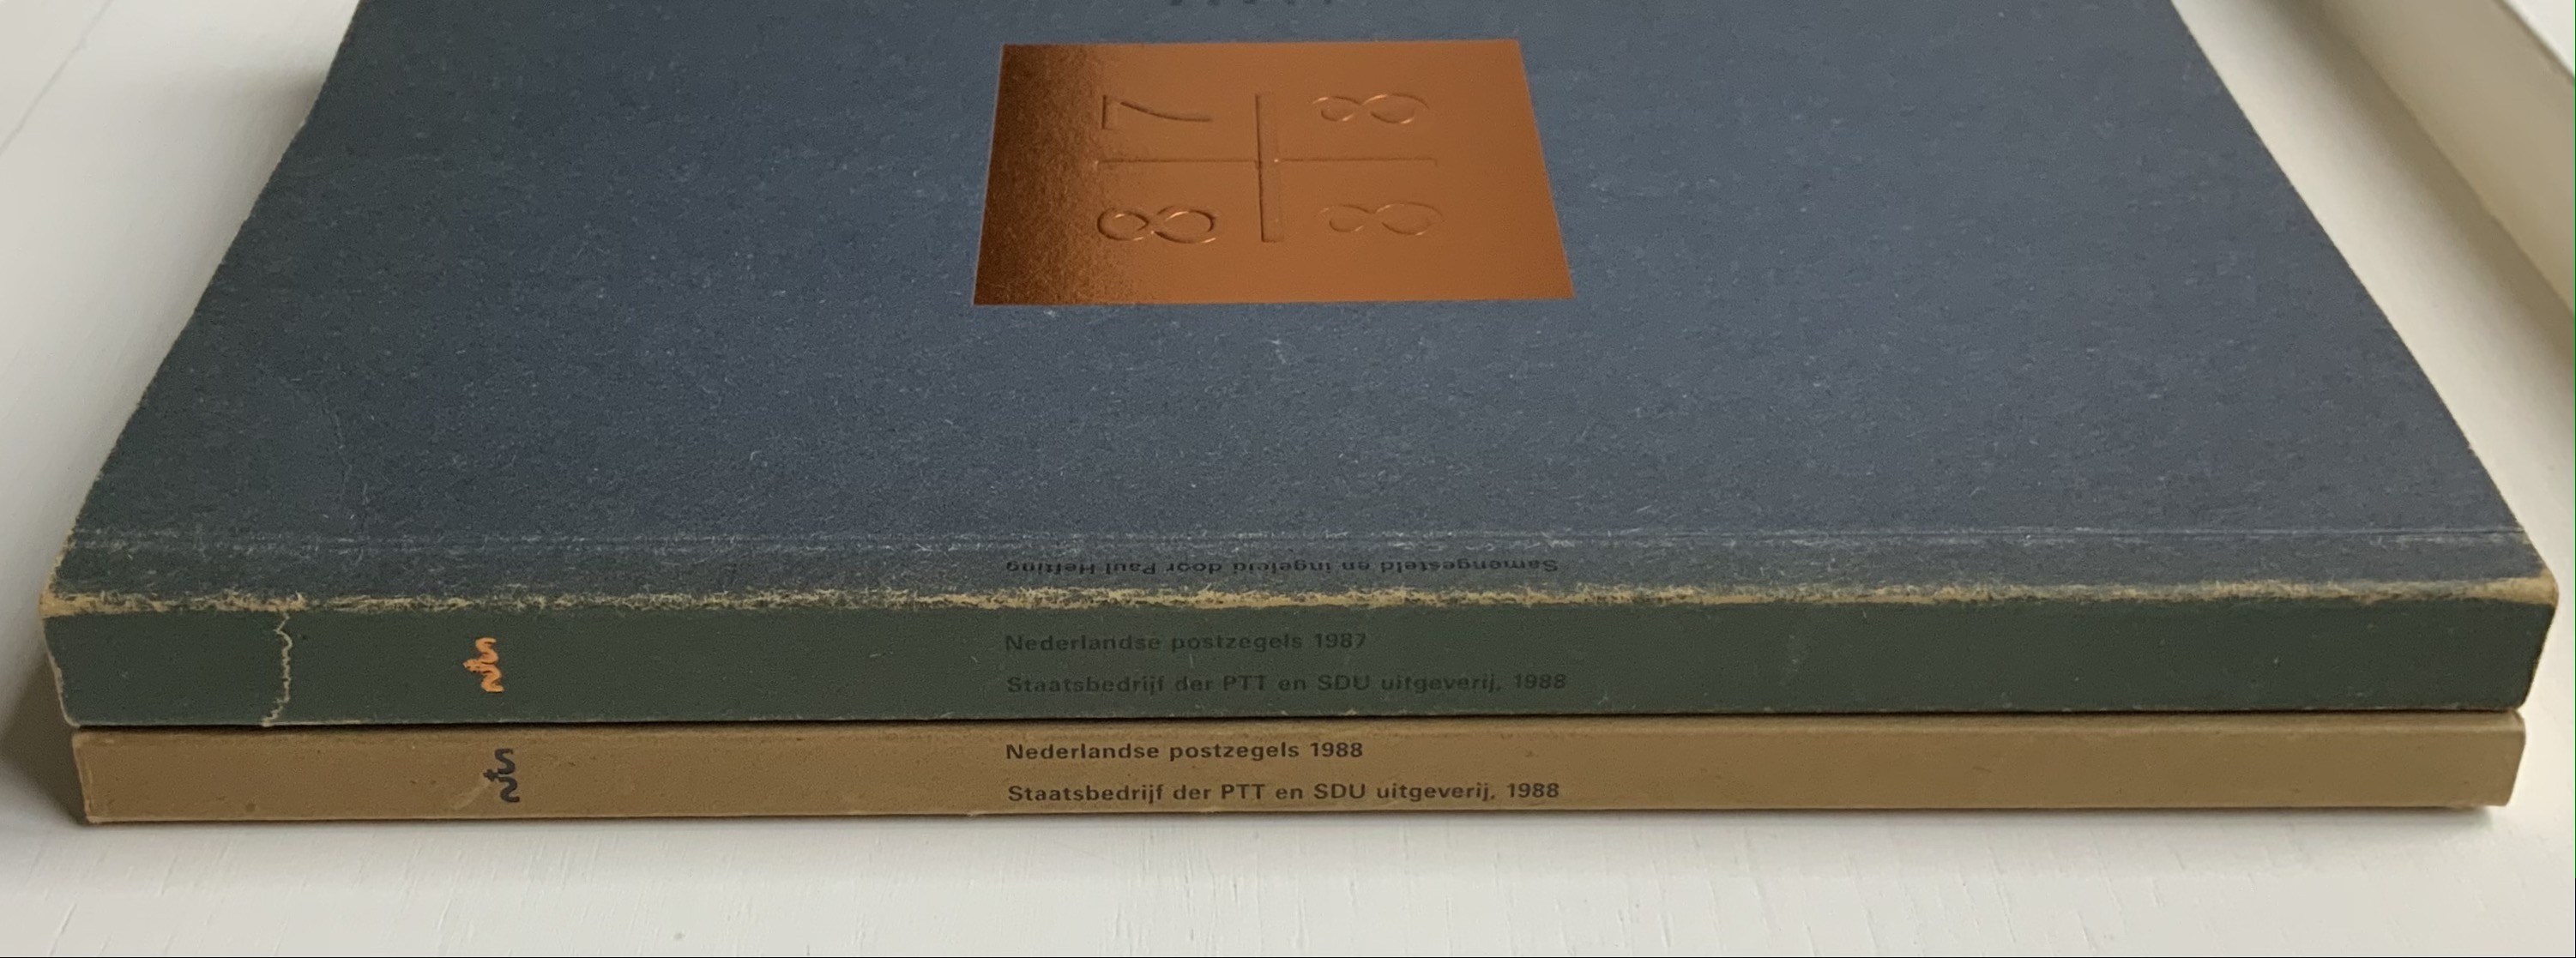 8 7
8 8
Samengesteld en ingeleid door Paul Hefting
Nederlandse postzegels 1987
Staatsbedrijf der PTT en SDU uitgeverij, 1988
Nederlandse postzegels 1988
Staatsbedrijf der PTT en SDU uitgeverij, 1988